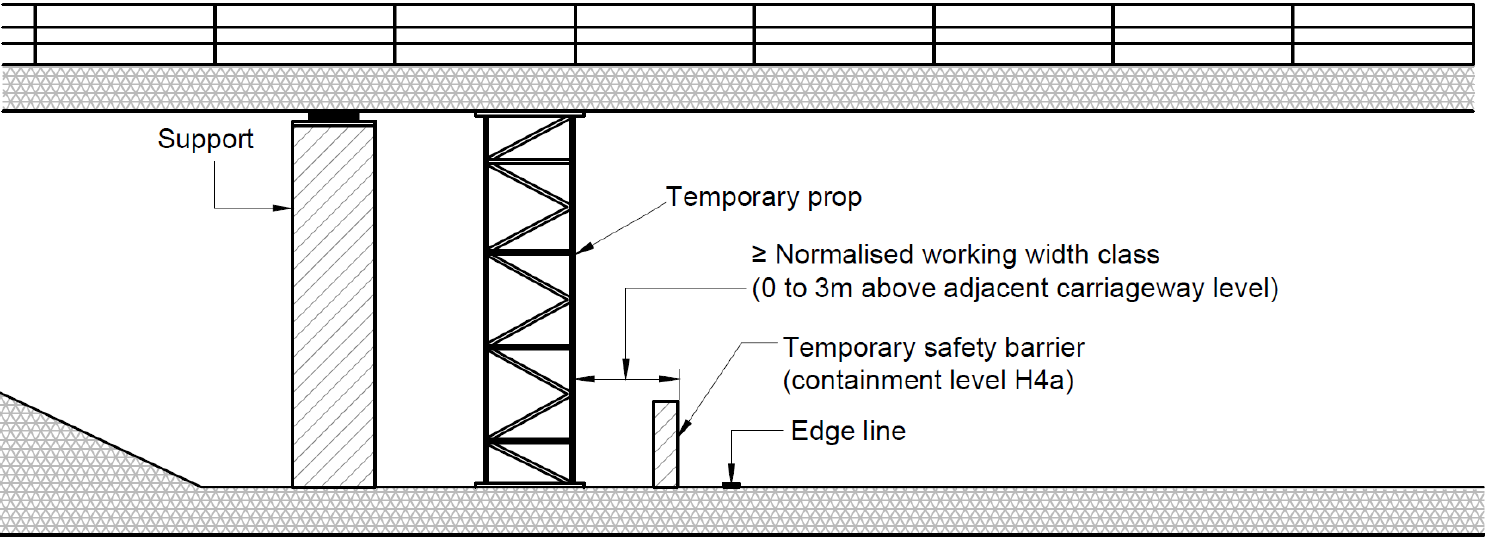 Support
Temporary prop
≥ Normalised working width class
(0 to 3m above adjacent carriageway level)
Temporary safety barrier
(containment level H4a)
Edge line